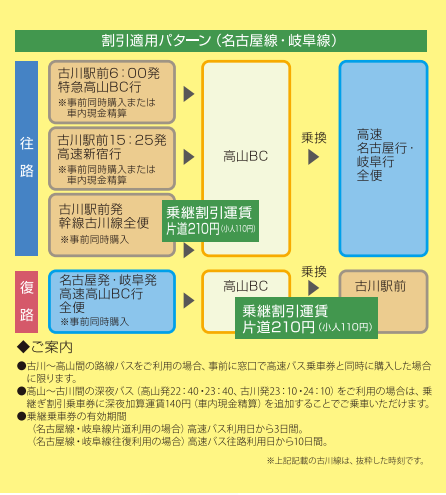 割引適用パターン（名古屋線・岐阜線）
往路
古川駅前6：00発
特急高山BC行
※事前同時購入または
車内現金精算
古川駅前15：25発
高速新宿行
※事前同時購入または
車内現金精算
古川駅前発
幹線古川線全便
※事前同時購入
高山BC
乗継割引運賃
片道210円（小人110円）
乗換
高速
名古屋行・
岐阜行
全便
復路
名古屋発・岐阜発
高速高山BC行
全便
※事前同時購入
高山BC
乗換
古川駅前
乗継割引運賃
片道210円（小人110円）
◆ご案内
●古川～高山間の路線バスをご利用の場合、事前に窓口で高速バス乗車券と同時に購入した場合
に限ります。
●高山～古川間の深夜バス（高山発22：40・23：40、古川発23：10・24：10）をご利用の場合は、乗
継ぎ割引乗車券に深夜加算運賃140円（車内現金精算）を追加することでご乗車いただけます。
●乗継乗車券の有効期間
（名古屋線・岐阜線片道利用の場合）高速バス利用日から3日間。
（名古屋線・岐阜線往復利用の場合）高速バス往路利用日から10日間。
※上記記載の古川線は、抜粋した時刻です。